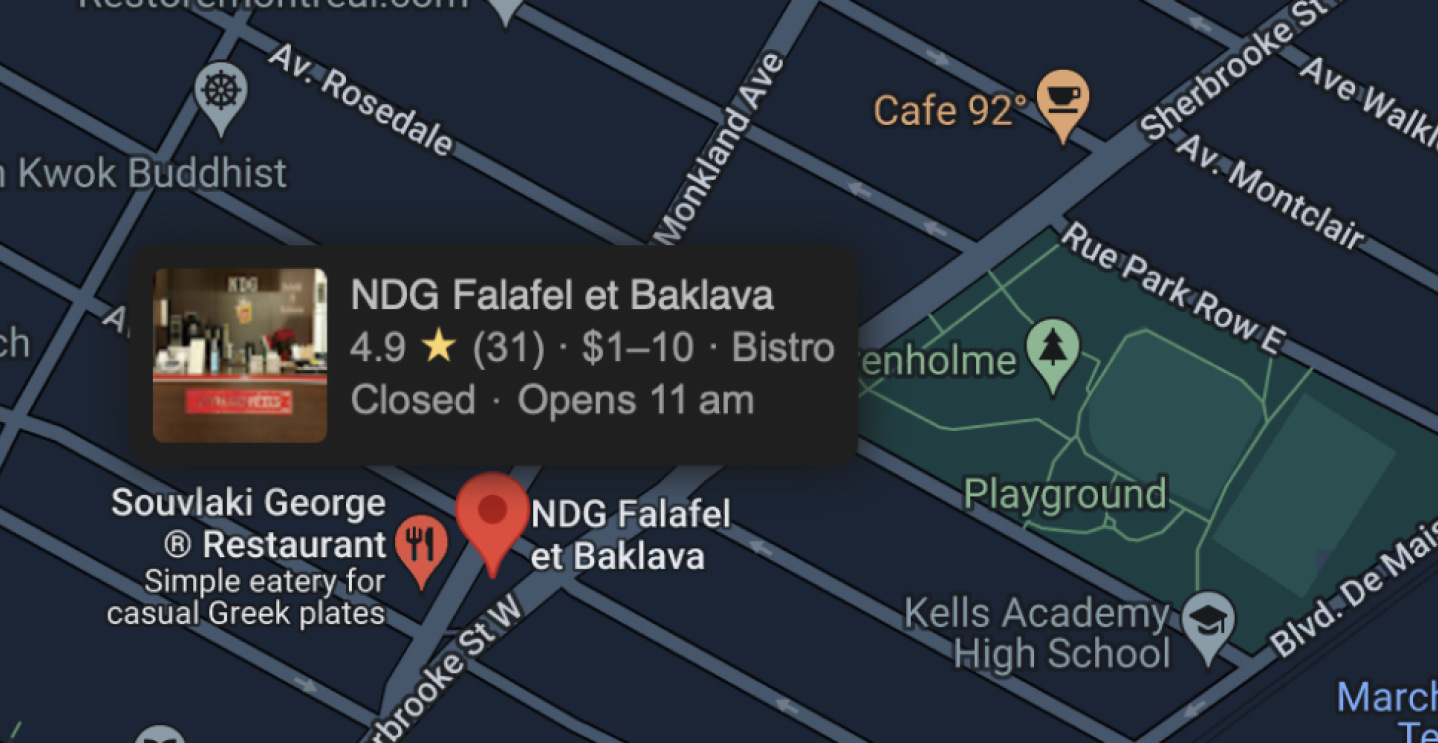 Restoremontreal.com
Av. Rosedale
Monkland Ave
Cafe 92°
Sherbrooke St
Ave Walkl
Av. Montclair
n Kwok Buddhist
Rue Park Row E
NDG
NDG Falafel et Baklava
4.9 ★ (31) · $1–10 · Bistro
Closed · Opens 11 am
A
ch
enholme
Souvlaki George
® Restaurant
Simple eatery for
casual Greek plates
NDG Falafel
et Baklava
Playground
rbrooke St W
Kells Academy
High School
Blvd. De Mais
March
Te